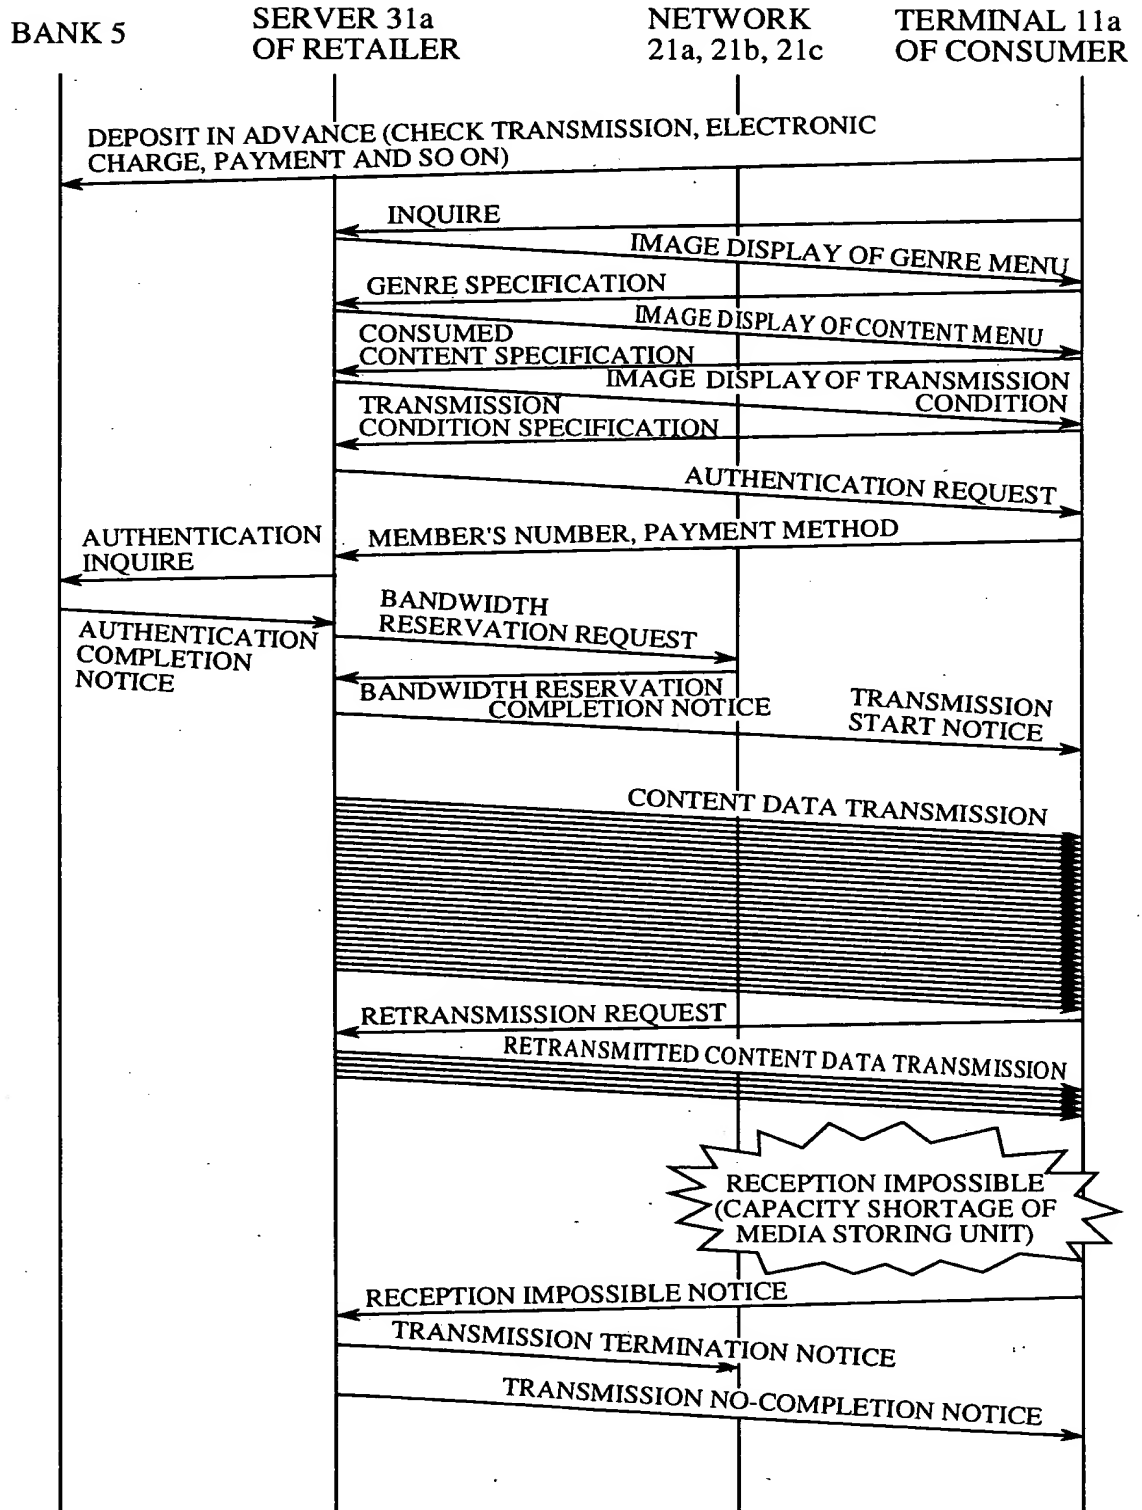 BANK 5
SERVER 31a
OF RETAILER
NETWORK
21a, 21b, 21c
TERMINAL 11a
OF CONSUMER
DEPOSIT IN ADVANCE (CHECK TRANSMISSION, ELECTRONIC
CHARGE, PAYMENT AND SO ON)
INQUIRE
IMAGE DISPLAY OF GENRE MENU
GENRE SPECIFICATION
IMAGE DISPLAY OF CONTENT MENU
CONSUMED
CONTENT SPECIFICATION
IMAGE DISPLAY OF TRANSMISSION
CONDITION
TRANSMISSION
CONDITION SPECIFICATION
AUTHENTICATION REQUEST
MEMBER'S NUMBER, PAYMENT METHOD
AUTHENTICATION
INQUIRE
BANDWIDTH
RESERVATION REQUEST
AUTHENTICATION
COMPLETION
NOTICE
BANDWIDTH RESERVATION
COMPLETION NOTICE
TRANSMISSION
START NOTICE
CONTENT DATA TRANSMISSION
RETRANSMISSION REQUEST
RETRANSMITTED CONTENT DATA TRANSMISSION
RECEPTION IMPOSSIBLE
(CAPACITY SHORTAGE OF
MEDIA STORING UNIT)
RECEPTION IMPOSSIBLE NOTICE
TRANSMISSION TERMINATION NOTICE
TRANSMISSION NO-COMPLETION NOTICE